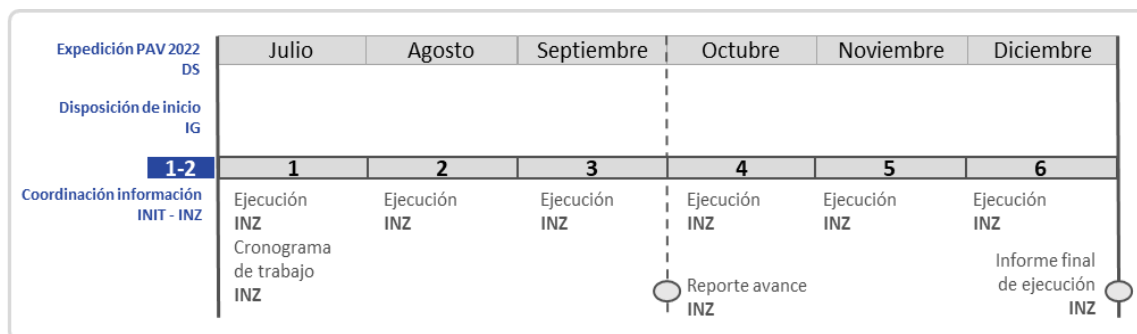 Expedición PAV 2022
DS
Julio Agosto Septiembre Octubre Noviembre Diciembre
Disposición de inicio
IG
1-2 1 2 3 4 5 6
Coordinación información
INIT - INZ
Ejecución Ejecución Ejecución Ejecución Ejecución Ejecución
INZ INZ INZ INZ INZ INZ
Cronograma
de trabajo
INZ
Reporte avance
INZ
Informe final
de ejecución
INZ